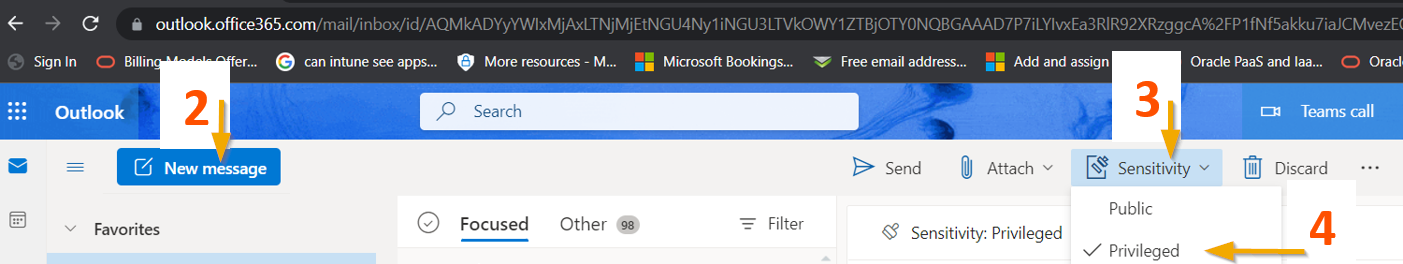 outlook.office365.com/mail/inbox/id/AQMkADYyYWIxMjAxLTNjMjEtNGU4Ny1iNGU3LTVkOWY1ZTBjOTY0NQBGAAAD7P7iLYIvxEa3RlR92XRzggcA%2FP1fNf5akku7iaJCMvezE
Sign In Billing Models Offer... can intune see apps... More resources - M... Microsoft Bookings... Free email address... Add and assign Oracle PaaS and Iaa... Oracl
2 3
Outlook Search Teams call
New message Send Attach Sensitivity Discard ...
Public
Favorites Focused Other 98 Filter Sensitivity: Privileged Privileged 4